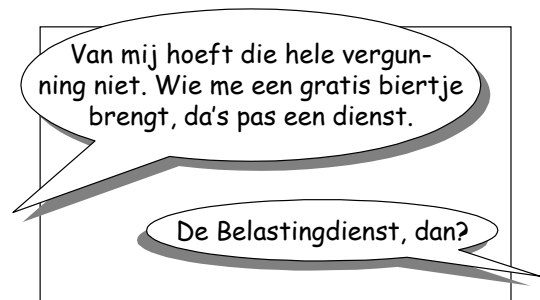 Van mij hoeft die hele vergun-
ning niet. Wie me een gratis biertje
brengt, da's pas een dienst.
De Belastingdienst, dan?